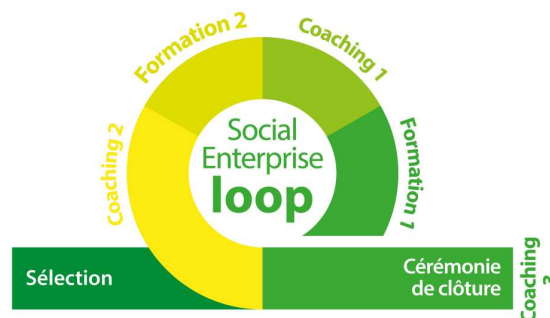 Formation 2
Coaching 1
Coaching 2
Social
Enterprise
loop
Formation 1
Sélection
Cérémonie
de clôture
Coaching